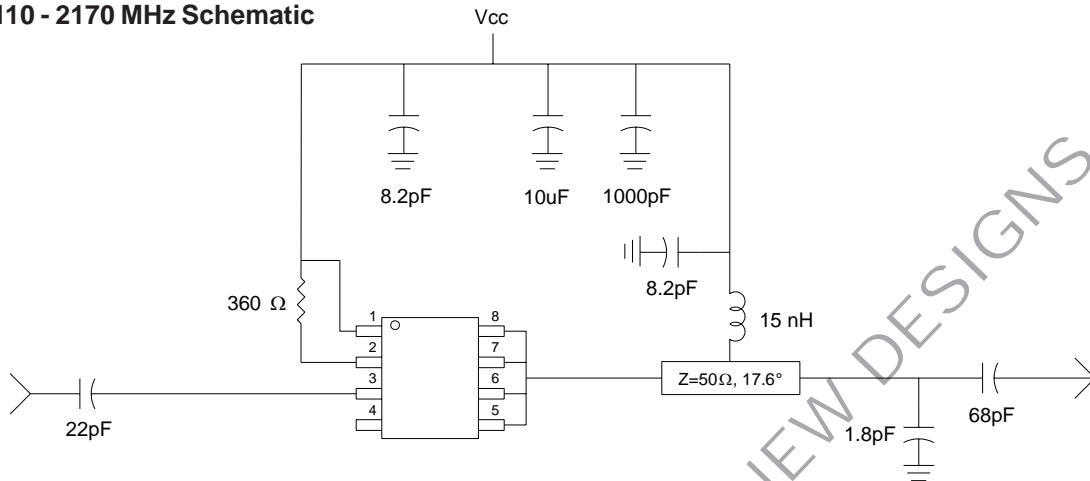 110 - 2170 MHz Schematic
Vcc
8.2pF
10uF
1000pF
8.2pF
15 nH
360 Ω
1
8
2
7
3
6
4
5
Z=50Ω, 17.6°
22pF
1.8pF
68pF
NEW DESIGNS